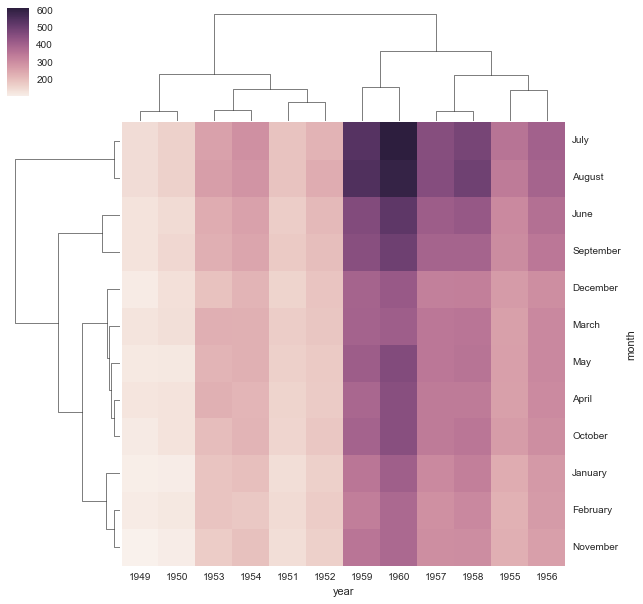 600
500
400
300
200
July
August
June
September
December
March
May
April
October
January
February
November
month
1949 1950 1953 1954 1951 1952 1959 1960 1957 1958 1955 1956
year